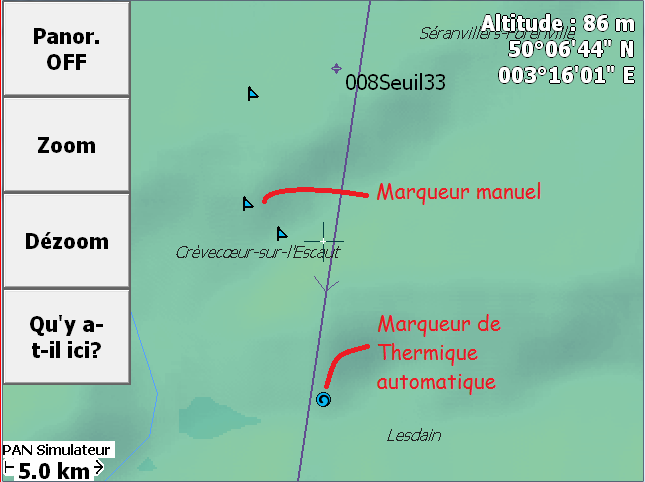 Panor.
OFF
Zoom
Dézoom
Qu'y a-
t-il ici?
Séranvillers-Forenville
Altitude : 86 m
50°06'44" N
003°16'01" E
008Seuil33
Marqueur manuel
Crèvecœur-sur-l'Escaut
Marqueur de
Thermique
automatique
Lesdain
PAN Simulateur
5.0 km